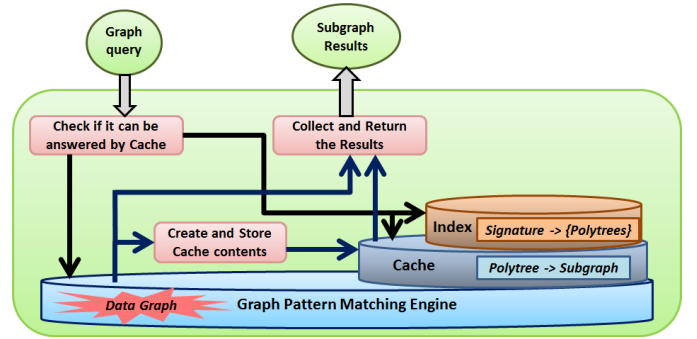 Graph
query
Subgraph
Results
Check if it can be
answered by Cache
Collect and Return
the Results
Create and Store
Cache contents
Index
Signature -> {Polytrees}
Cache
Polytree -> Subgraph
Data Graph
Graph Pattern Matching Engine